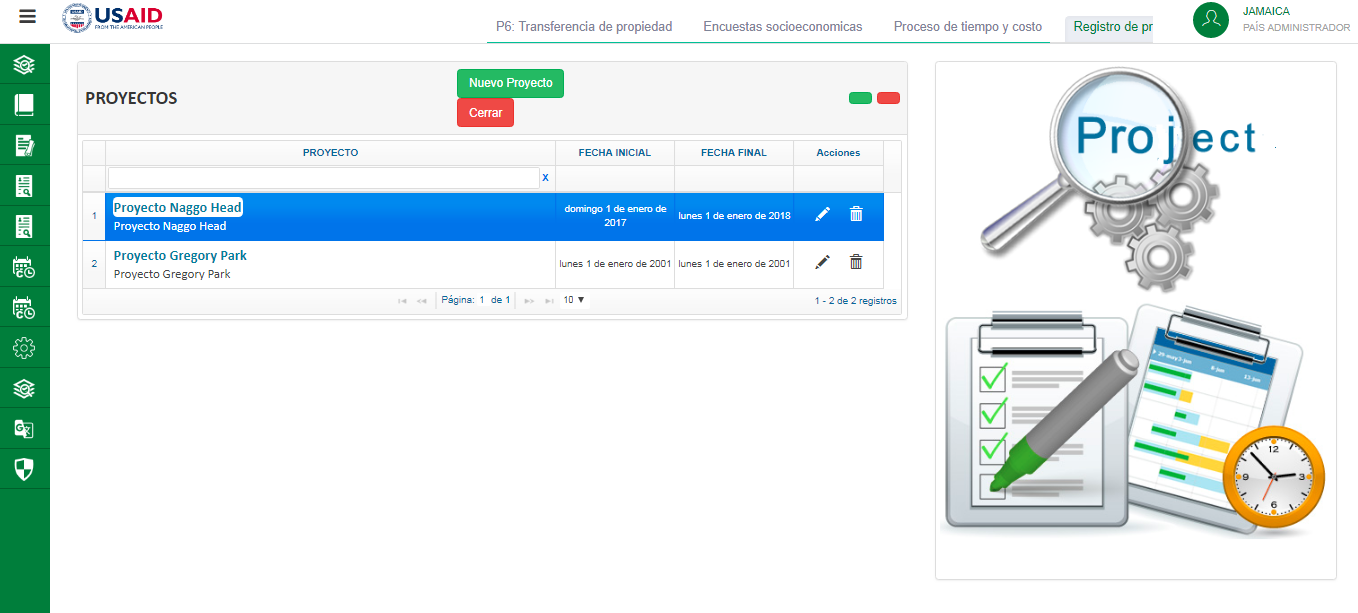 USAID
FROM THE AMERICAN PEOPLE
P6: Transferencia de propiedad
Encuestas socioeconomicas
Proceso de tiempo y costo
Registro de pr
JAMAICA
PAÍS ADMINISTRADOR
PROYECTOS
Nuevo Proyecto
Cerrar
PROYECTO FECHA INICIAL FECHA FINAL Acciones
x
1 Proyecto Naggo Head
Proyecto Naggo Head
domingo 1 de enero de
2017
lunes 1 de enero de 2018
2 Proyecto Gregory Park
Proyecto Gregory Park
lunes 1 de enero de 2001 lunes 1 de enero de 2001
Página: 1 de 1 10
1 - 2 de 2 registros
Project
12
3
6
9